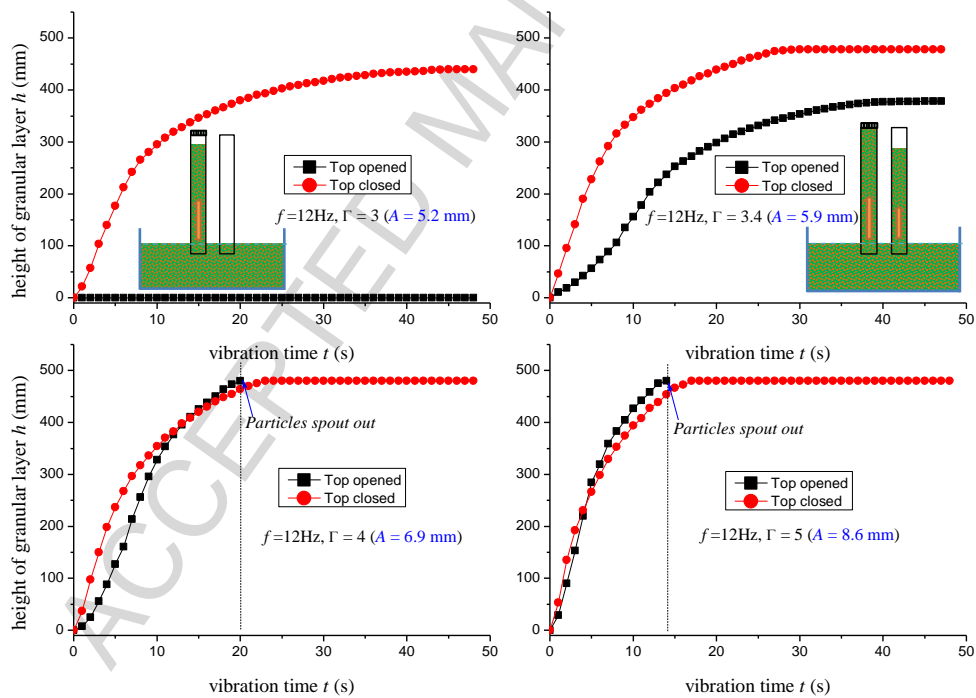 500
400
300
200
100
0
height of granular layer h (mm)
Top opened
Top closed
f=12Hz, Γ = 3 (A = 5.2 mm)
0 10 20 30 40 50
vibration time t (s)
500
400
300
200
100
0
Top opened
Top closed
f=12Hz, Γ = 3.4 (A = 5.9 mm)
0 10 20 30 40 50
vibration time t (s)
500
400
300
200
100
0
height of granular layer h (mm)
Particles spout out
Top opened
Top closed
f=12Hz, Γ = 4 (A = 6.9 mm)
0 10 20 30 40 50
vibration time t (s)
500
400
300
200
100
0
Particles spout out
Top opened
Top closed
f=12Hz, Γ = 5 (A = 8.6 mm)
0 10 20 30 40 50
vibration time t (s)
ACCEPTED MA